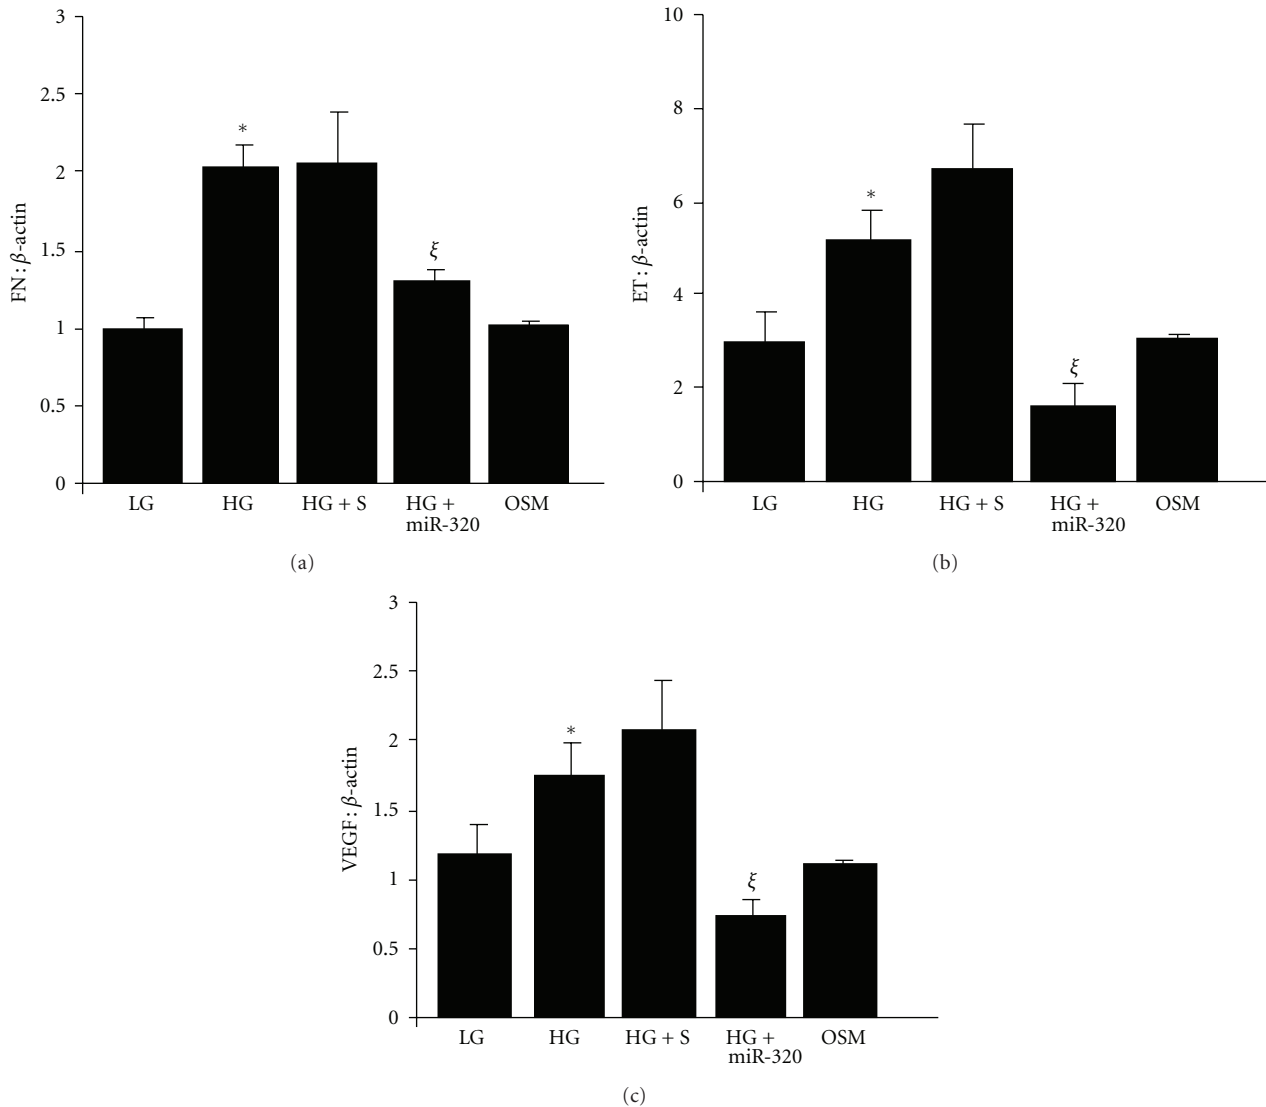 3
2.5
2
1.5
1
0.5
0
FN : β-actin
*
ξ
LG HG HG + S HG + OSM
miR-320
(a)
10
8
6
4
2
0
ET : β-actin
*
ξ
LG HG HG + S HG + OSM
miR-320
(b)
3
2.5
2
1.5
1
0.5
0
VEGF : β-actin
*
ξ
LG HG HG + S HG + OSM
miR-320
(c)